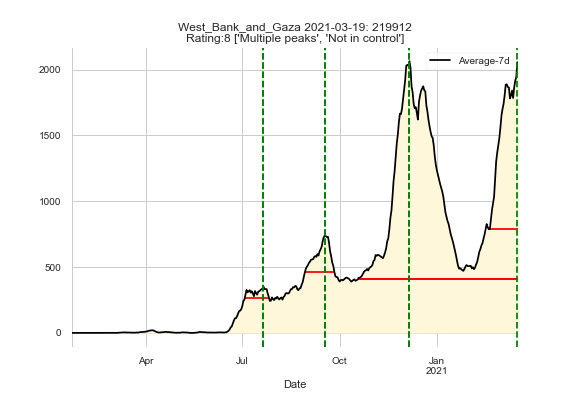 West_Bank_and_Gaza 2021-03-19: 219912
Rating:8 ['Multiple peaks', 'Not in control']
Average-7d
2000
1500
1000
500
0
Apr Jul Oct Jan
2021
Date